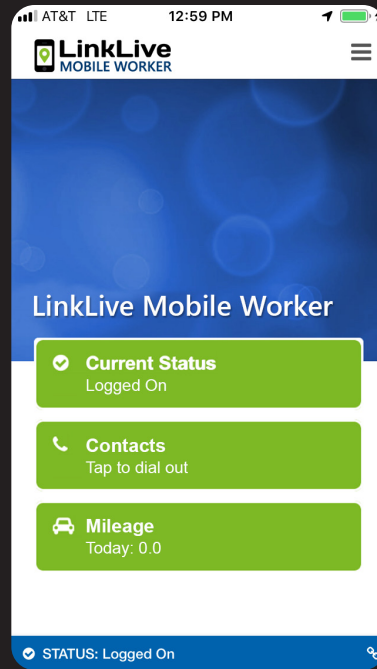 AT&T LTE 12:59 PM
LinkLive
MOBILE WORKER
LinkLive Mobile Worker
Current Status
Logged On
Contacts
Tap to dial out
Mileage
Today: 0.0
STATUS: Logged On